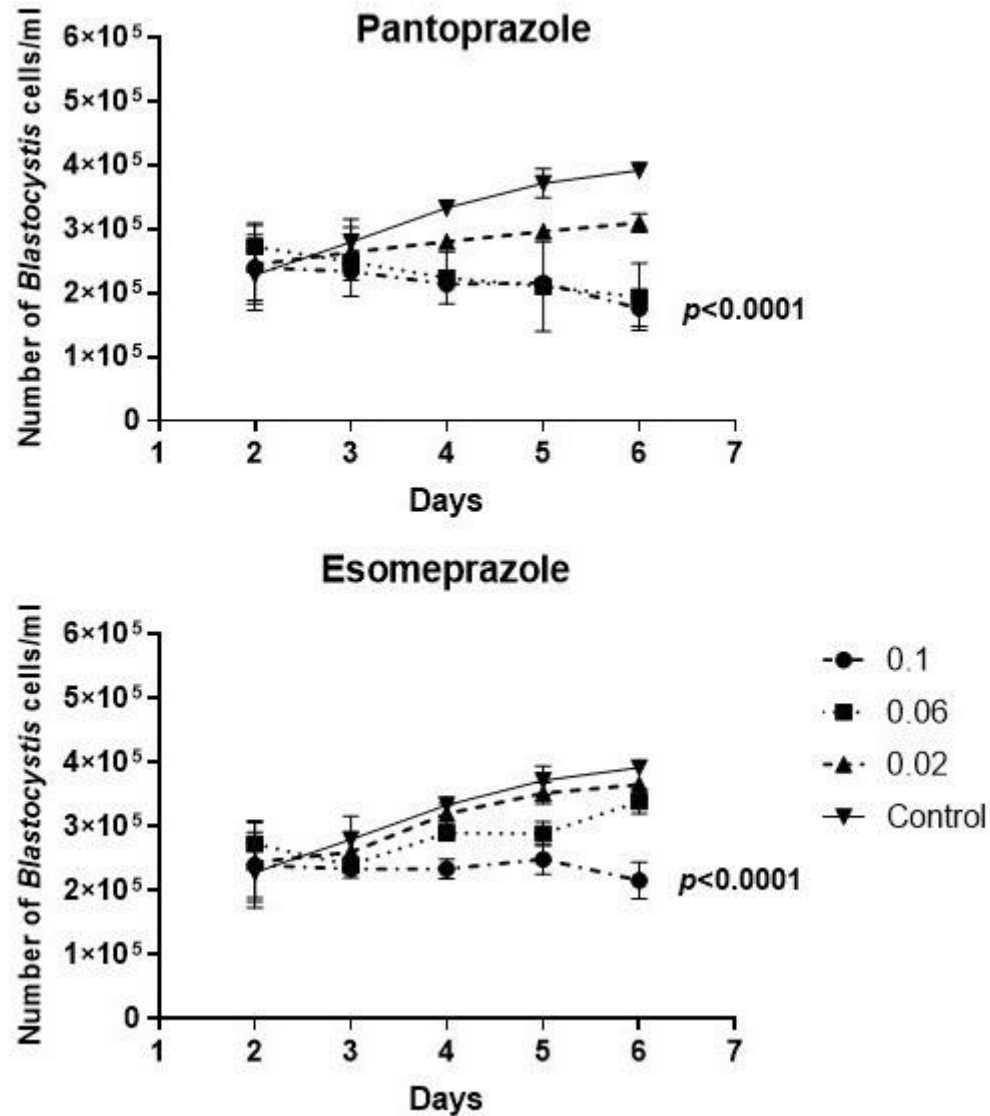 Pantoprazole
Number of Blastocystis cells/ml
6×10⁵
5×10⁵
4×10⁵
3×10⁵
2×10⁵
1×10⁵
0
p<0.0001
1 2 3 4 5 6 7
Days
Esomeprazole
Number of Blastocystis cells/ml
6×10⁵
5×10⁵
4×10⁵
3×10⁵
2×10⁵
1×10⁵
0
p<0.0001
1 2 3 4 5 6 7
Days
0.1
0.06
0.02
Control